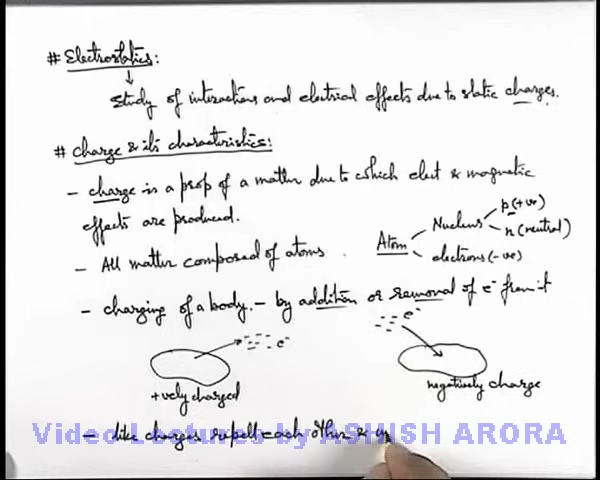 # Electrostatics:
↓
Study of interactions and electrical effects due to static charges.
# charge & its characteristics:
- charge is a prop of a matter due to which elect & magnetic
effects are produced.
- All matter composed of atoms.
Atom
Nucleus
p (+ve)
n (neutral)
electrons (-ve)
- charging of a body. - by addition or removal of e⁻ from it
e⁻
+vely charged
e⁻
negatively charge
- like charges repell each other &
Video Lectures by ASHISH ARORA